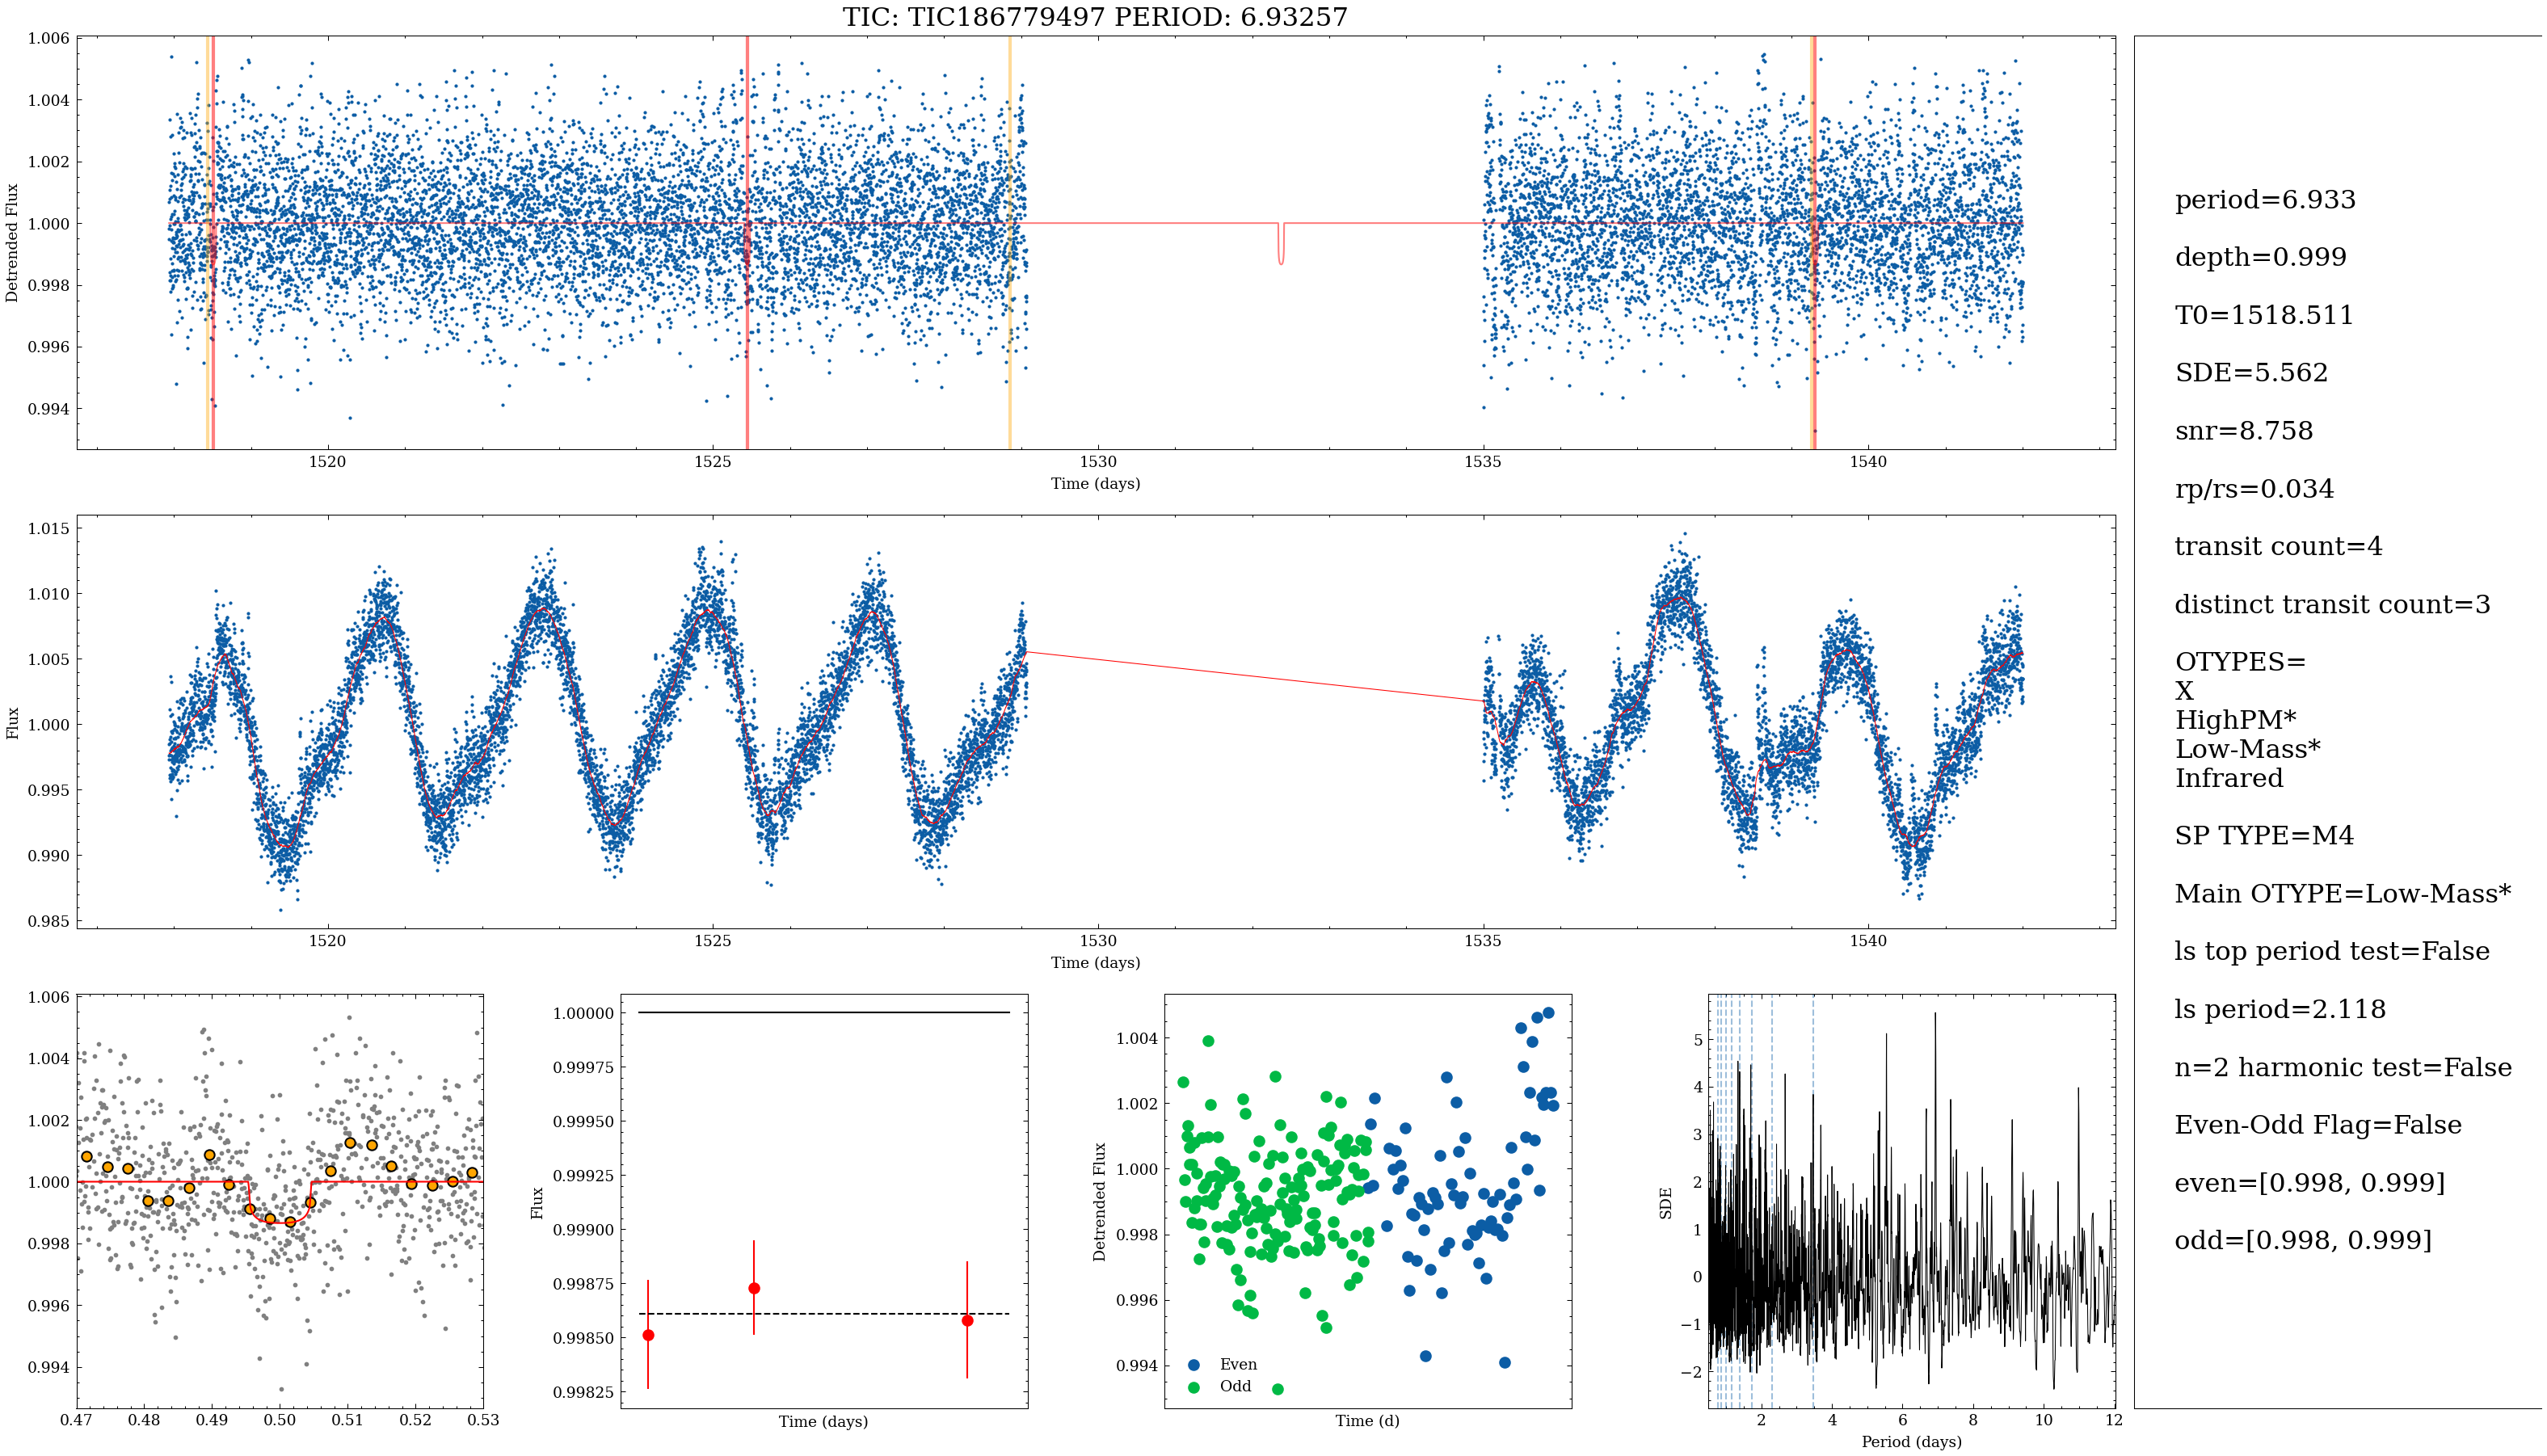 TIC: TIC186779497 PERIOD: 6.93257
1.006
1.004
1.002
1.000
0.998
0.996
0.994
Detrended Flux
1520
1525
1530
1535
1540
Time (days)
1.015
1.010
1.005
1.000
0.995
0.990
0.985
Flux
1520
1525
1530
1535
1540
Time (days)
1.006
1.004
1.002
1.000
0.998
0.996
0.994
0.47
0.48
0.49
0.50
0.51
0.52
0.53
1.00000
0.99975
0.99950
0.99925
0.99900
0.99875
0.99850
0.99825
Flux
Time (days)
1.004
1.002
1.000
0.998
0.996
0.994
Detrended Flux
Even
Odd
Time (d)
5
4
3
2
1
0
−1
−2
SDE
2
4
6
8
10
12
Period (days)
period=6.933
depth=0.999
T0=1518.511
SDE=5.562
snr=8.758
rp/rs=0.034
transit count=4
distinct transit count=3
OTYPES=
X
HighPM*
Low-Mass*
Infrared
SP TYPE=M4
Main OTYPE=Low-Mass*
ls top period test=False
ls period=2.118
n=2 harmonic test=False
Even-Odd Flag=False
even=[0.998, 0.999]
odd=[0.998, 0.999]